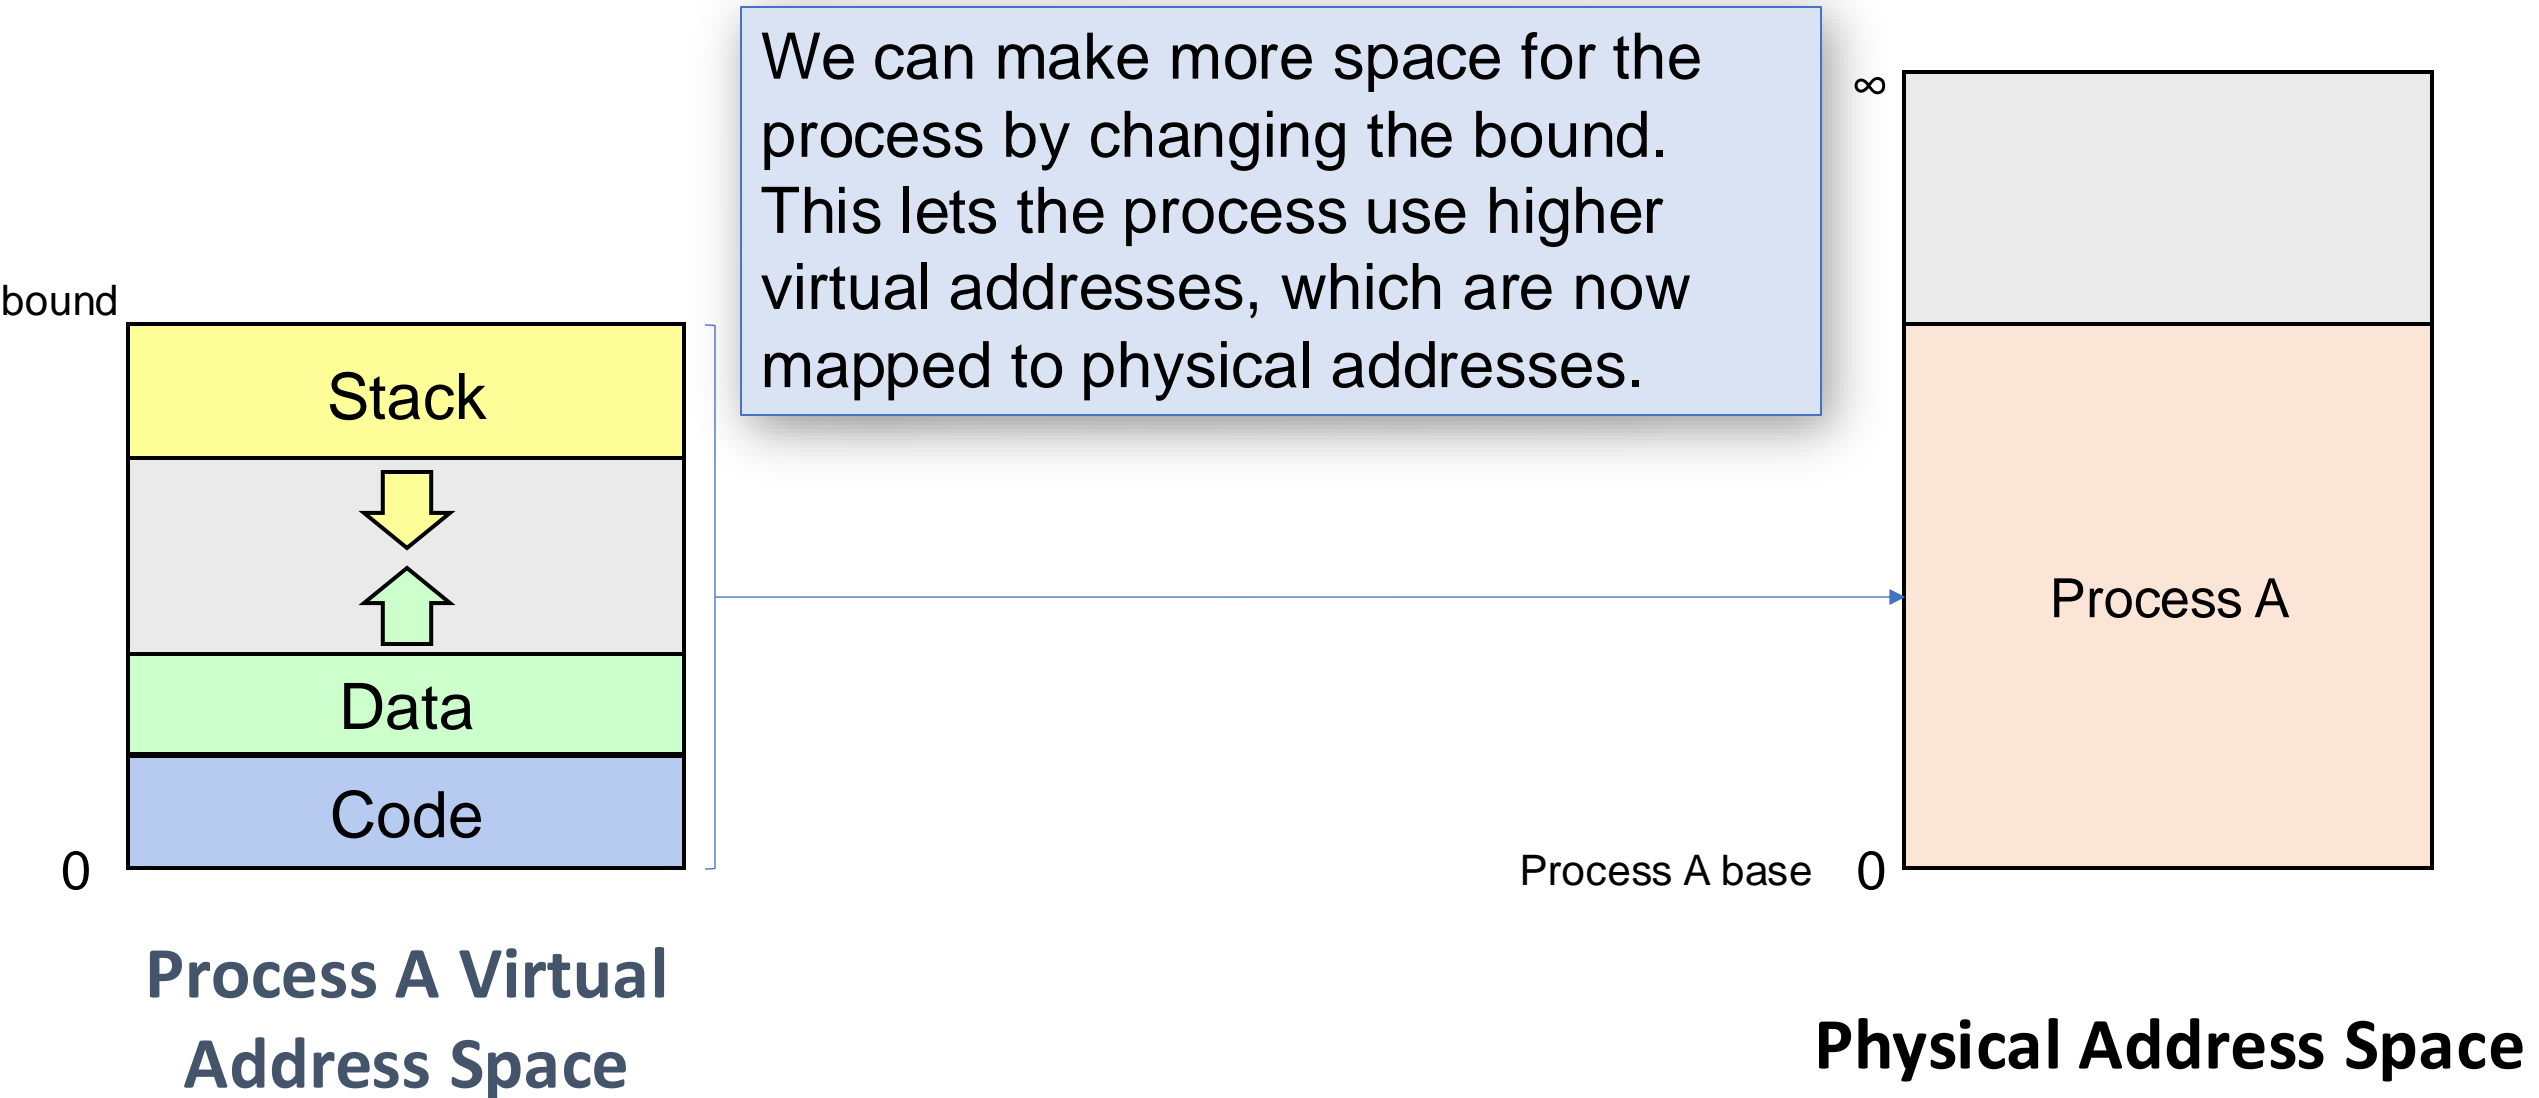 We can make more space for the
process by changing the bound.
This lets the process use higher
virtual addresses, which are now
mapped to physical addresses.
bound
Stack
Data
Code
0
Process A Virtual
Address Space
∞
Process A
Process A base 0
Physical Address Space